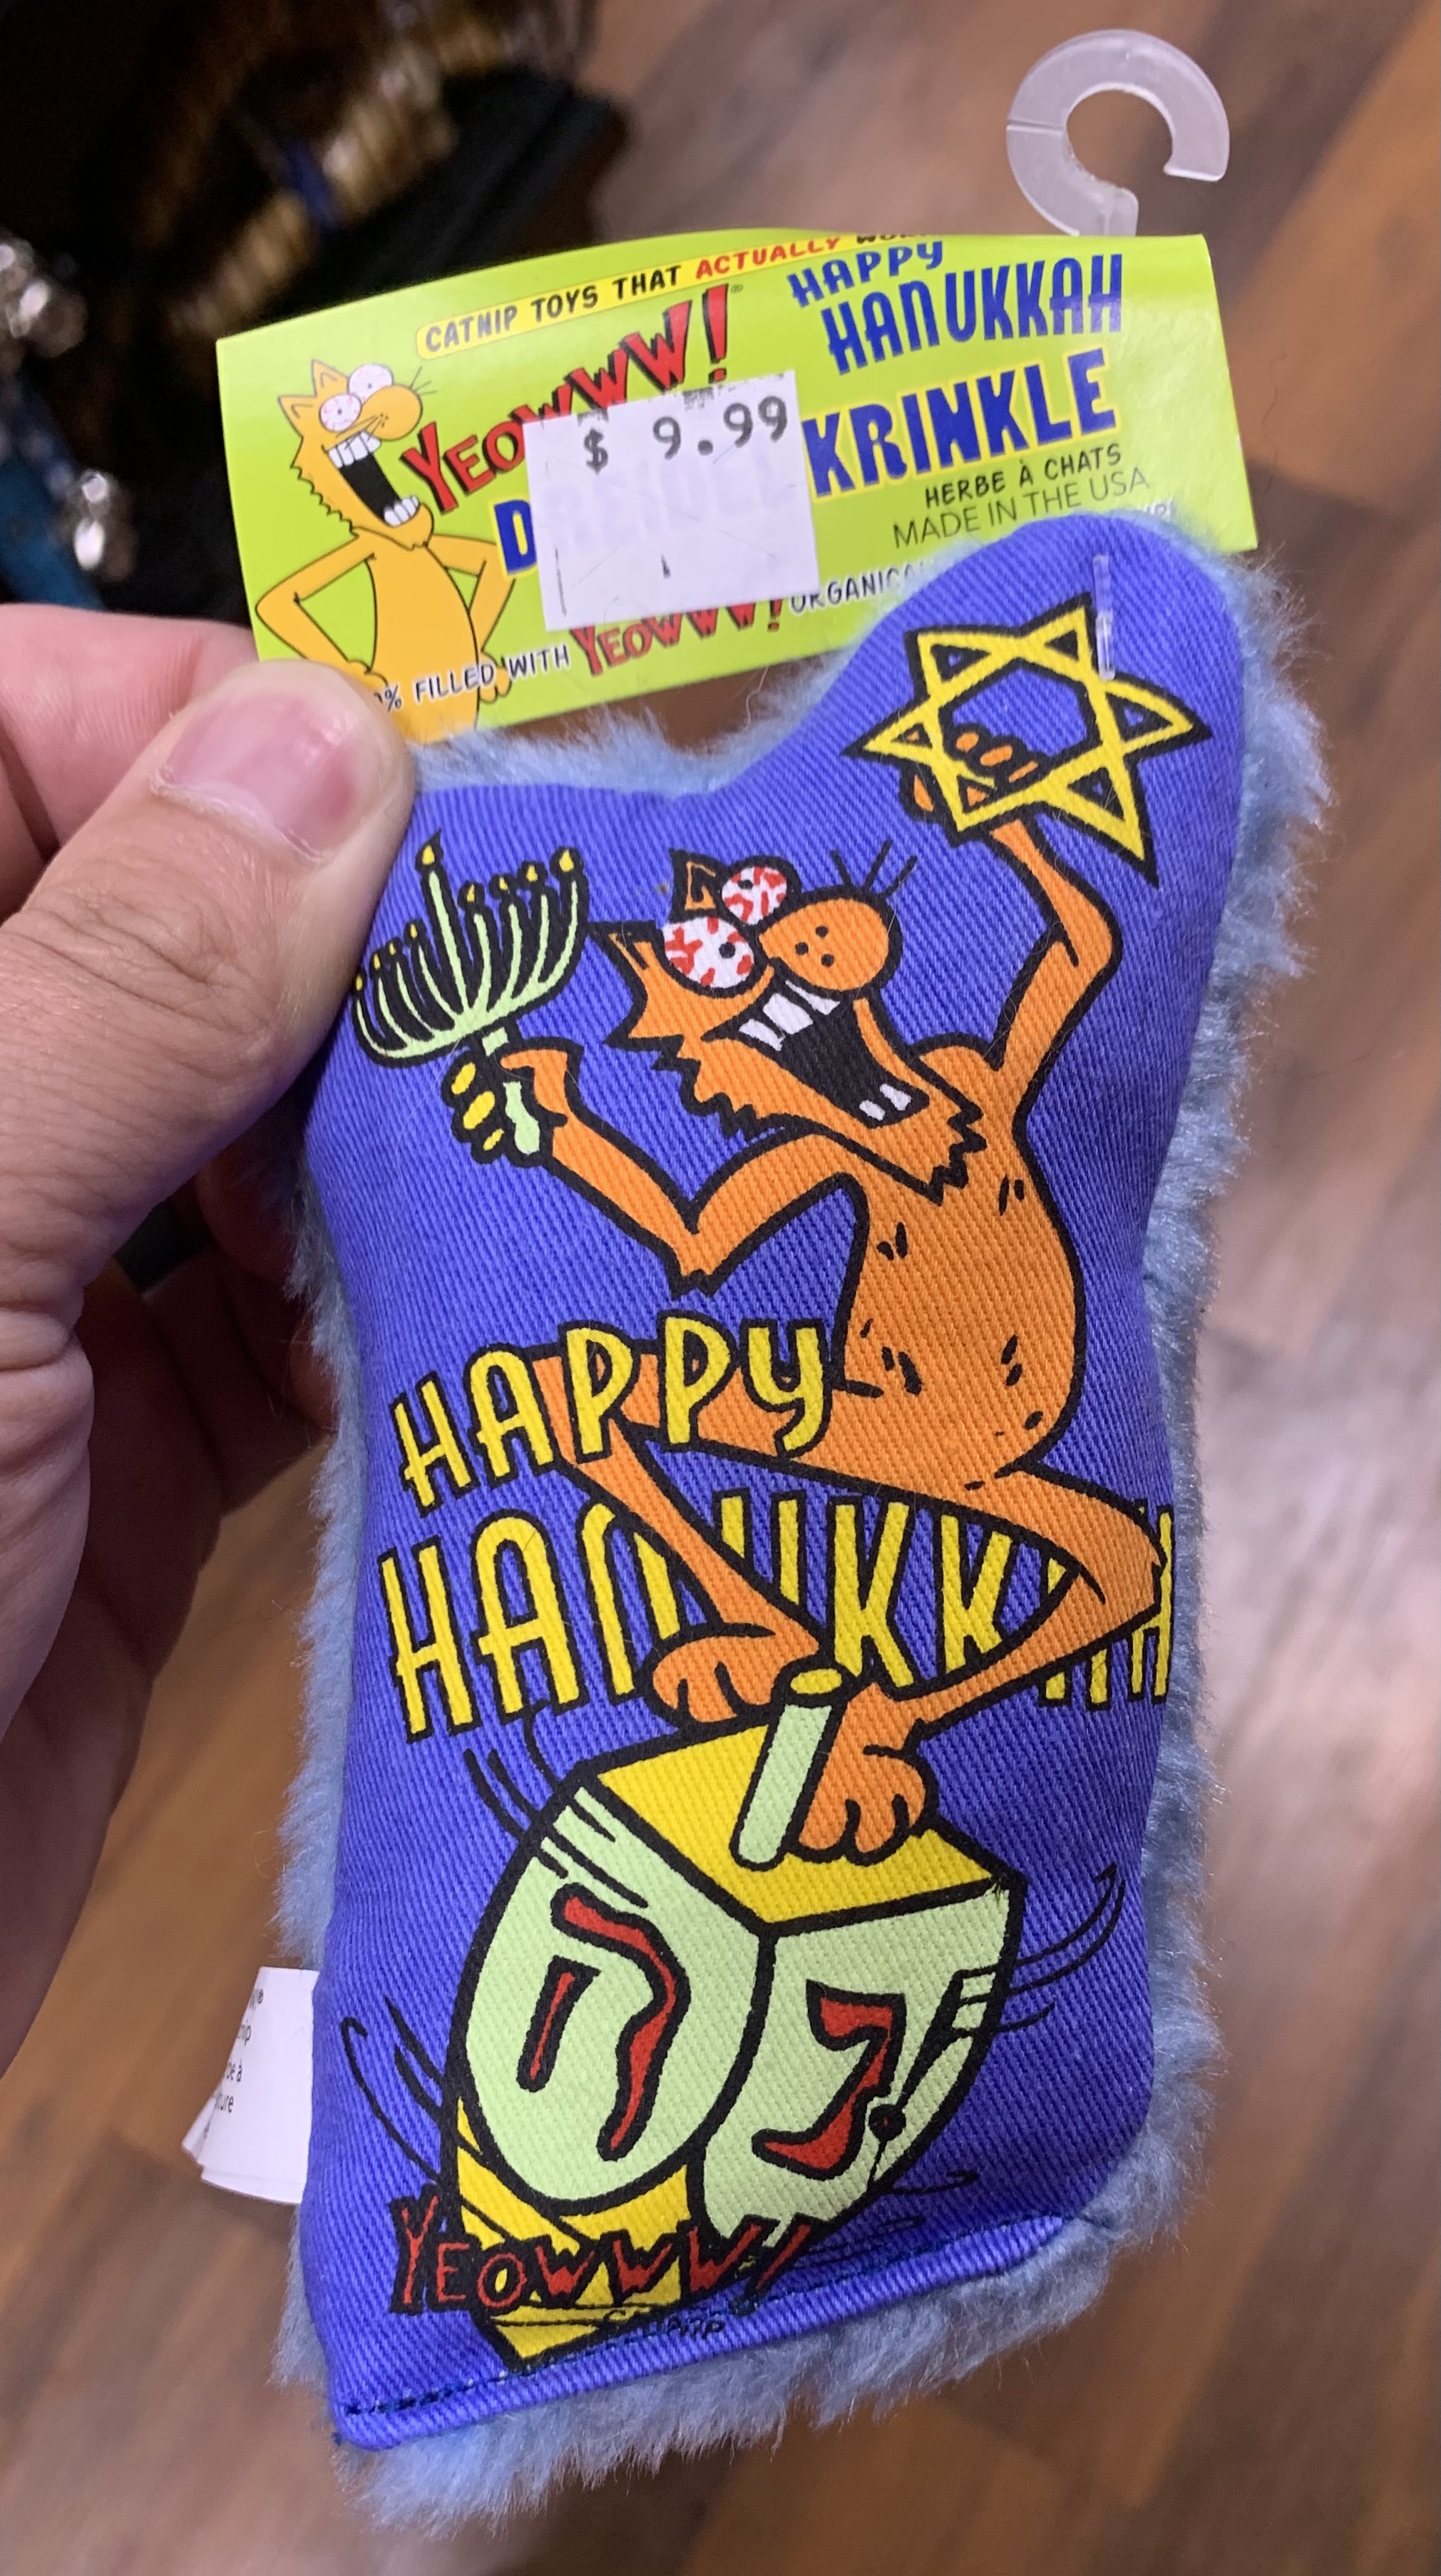 CATNIP TOYS THAT ACTUALLY
YEOWWW!®
HAPPY
HANUKKAH
KRINKLE
$ 9.99
HERBE À CHATS
MADE IN THE USA
% FILLED WITH YEOWWW!
HAPPY
HANUKKAH
ה נ
YEOWWW!